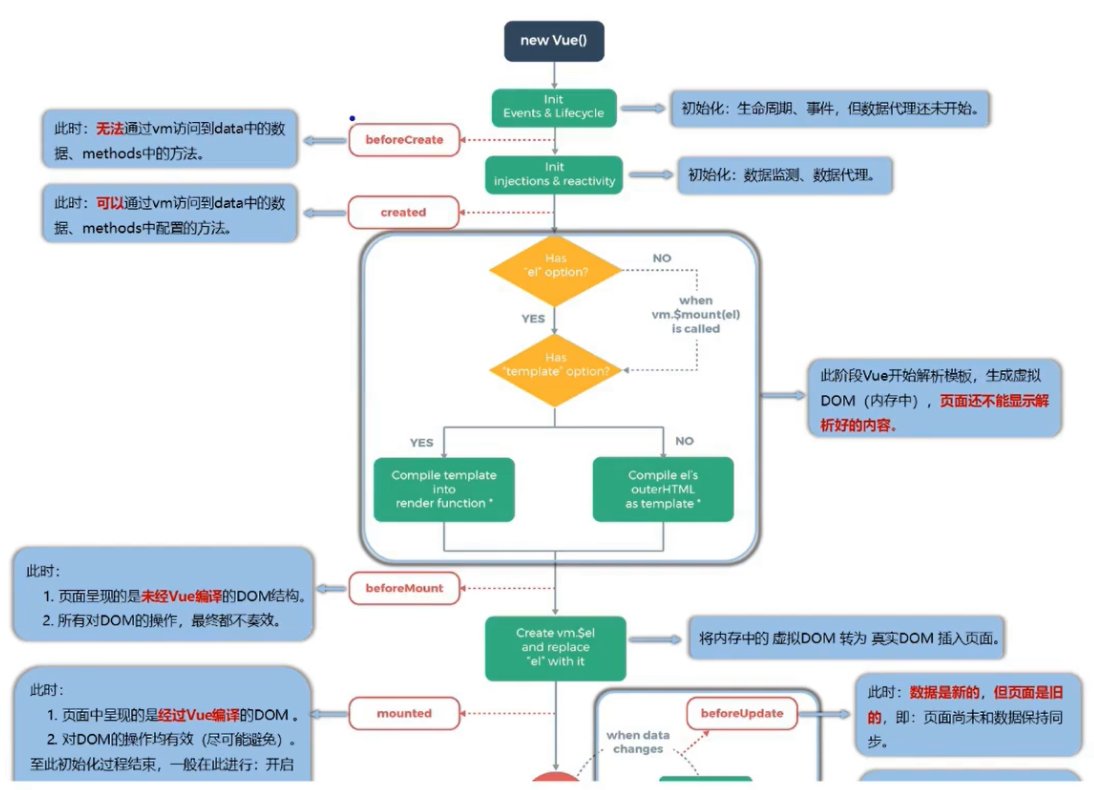 new Vue()
Init
Events & Lifecycle
初始化：生命周期、事件，但数据代理还未开始。
此时：无法通过vm访问到data中的数
据、methods中的方法。
beforeCreate
Init
injections & reactivity
初始化：数据监测、数据代理。
此时：可以通过vm访问到data中的数
据、methods中配置的方法。
created
Has
"el" option?
NO
when
vm.$mount(el)
is called
YES
Has
"template" option?
此阶段Vue开始解析模板，生成虚拟
DOM（内存中），页面还不能显示解
析好的内容。
YES
NO
Compile template
into
render function *
Compile el's
outerHTML
as template *
此时：
1. 页面呈现的是未经Vue编译的DOM结构。
2. 所有对DOM的操作，最终都不奏效。
beforeMount
Create vm.$el
and replace
"el" with it
将内存中的 虚拟DOM 转为 真实DOM 插入页面。
此时：
1. 页面中呈现的是经过Vue编译的DOM 。
2. 对DOM的操作均有效（尽可能避免）。
至此初始化过程结束，一般在此进行：开启
mounted
when data
changes
beforeUpdate
此时：数据是新的，但页面是旧
的，即：页面尚未和数据保持同
步。